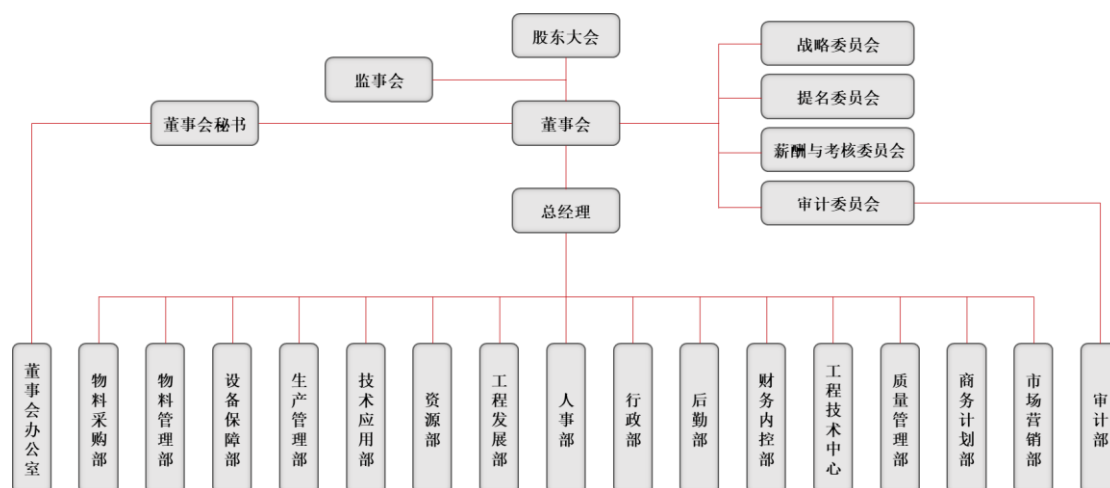 股东大会
战略委员会
监事会
提名委员会
董事会秘书
董事会
薪酬与考核委员会
总经理
审计委员会
董事会办公室
物料采购部
物料管理部
设备保障部
生产管理部
技术应用部
资源部
工程发展部
人事部
行政部
后勤部
财务内控部
工程技术中心
质量管理部
商务计划部
市场营销部
审计部